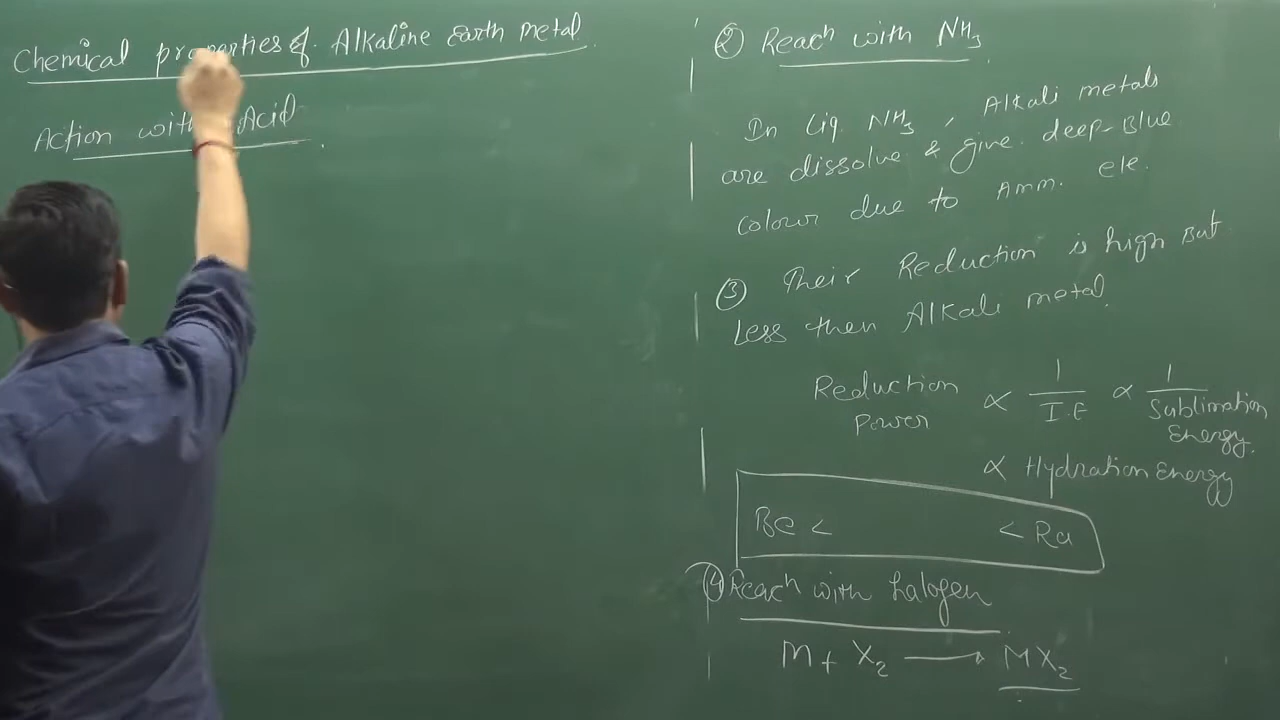 Chemical properties of Alkaline Earth metal
Action with Acid
② Reacn with NH3
In Liq. NH3, Alkali metals
are dissolve & give deep-Blue
colour due to Amm. ele.
③ Their Reduction is high But
Less then Alkali metal.
Reduction Power ∝ 1/I.E ∝ 1/Sublimation Energy.
∝ Hydration Energy
Be < < Ra
④ Reacn with halogen
M + X2 → MX2